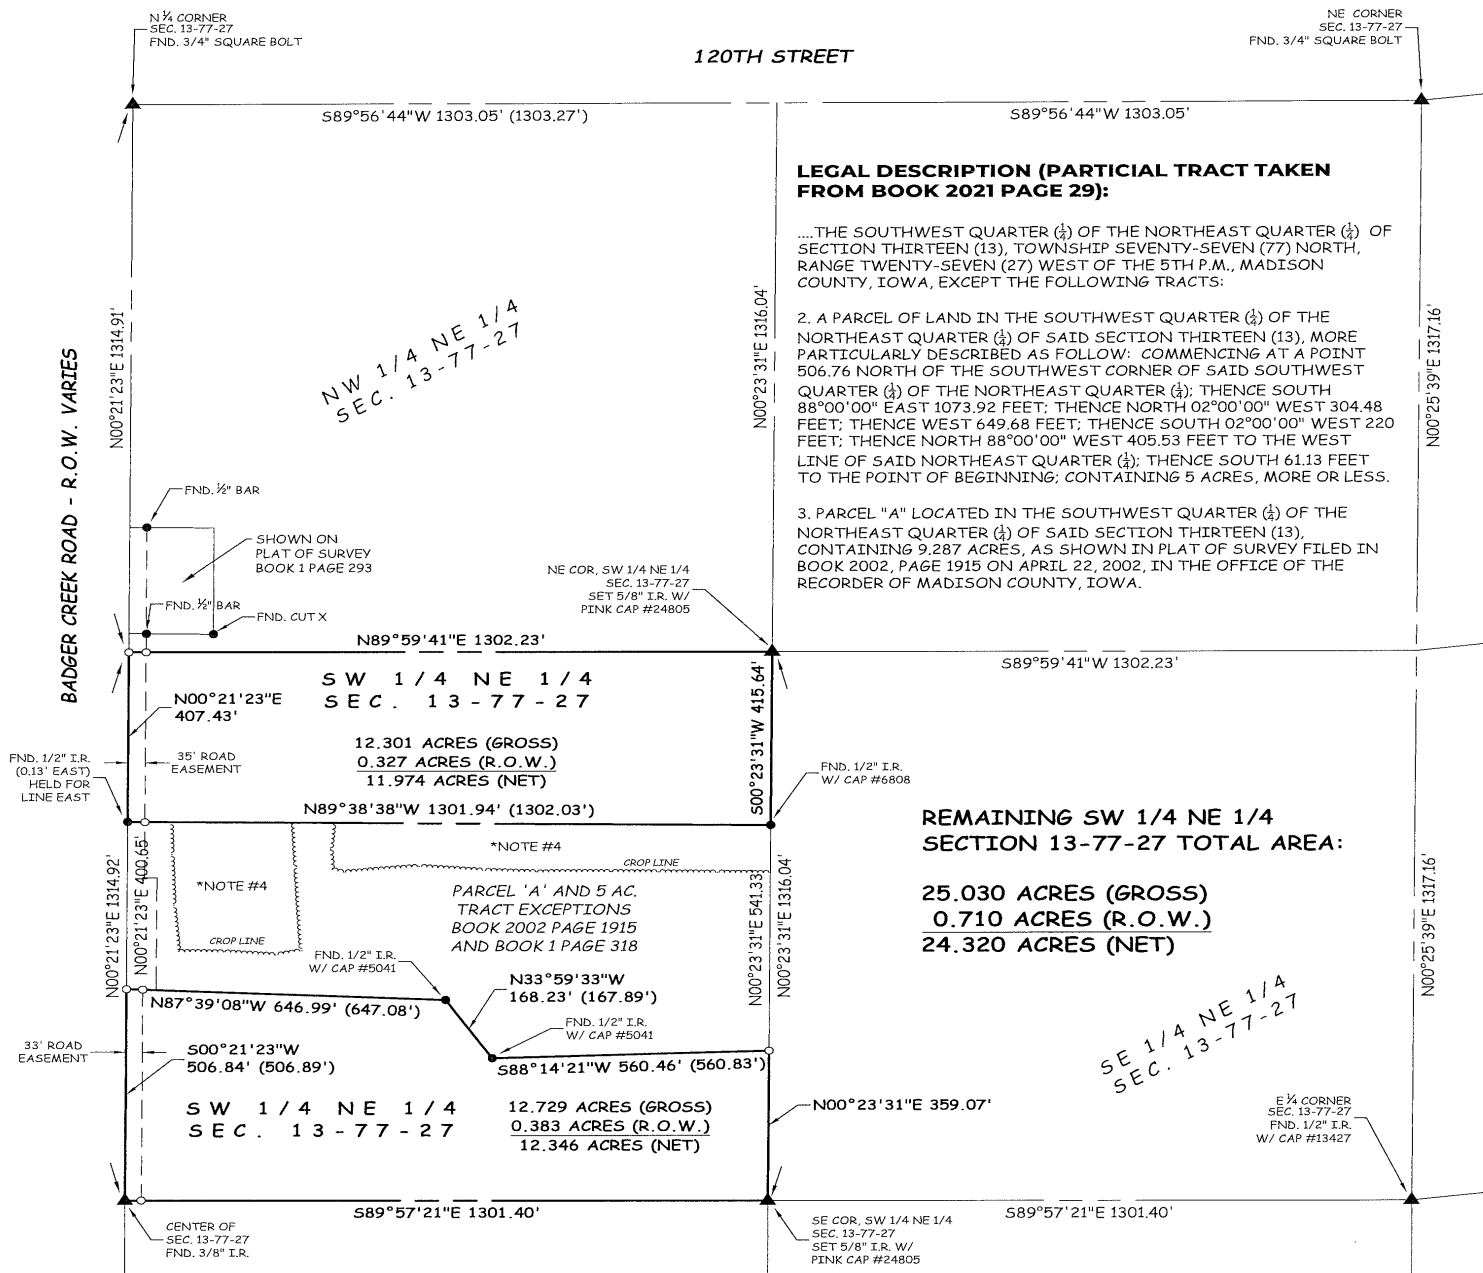 N ¼ CORNER
SEC. 13-77-27
FND. 3/4" SQUARE BOLT
NE CORNER
SEC. 13-77-27
FND. 3/4" SQUARE BOLT
120TH STREET
S89°56'44"W 1303.05' (1303.27')
S89°56'44"W 1303.05'
LEGAL DESCRIPTION (PARTICIAL TRACT TAKEN
FROM BOOK 2021 PAGE 29):
....THE SOUTHWEST QUARTER (¼) OF THE NORTHEAST QUARTER (¼) OF
SECTION THIRTEEN (13), TOWNSHIP SEVENTY-SEVEN (77) NORTH,
RANGE TWENTY-SEVEN (27) WEST OF THE 5TH P.M., MADISON
COUNTY, IOWA, EXCEPT THE FOLLOWING TRACTS:
2. A PARCEL OF LAND IN THE SOUTHWEST QUARTER (¼) OF THE
NORTHEAST QUARTER (¼) OF SAID SECTION THIRTEEN (13), MORE
PARTICULARLY DESCRIBED AS FOLLOW: COMMENCING AT A POINT
506.76 NORTH OF THE SOUTHWEST CORNER OF SAID SOUTHWEST
QUARTER (¼) OF THE NORTHEAST QUARTER (¼); THENCE SOUTH
88°00'00" EAST 1073.92 FEET; THENCE NORTH 02°00'00" WEST 304.48
FEET; THENCE WEST 649.68 FEET; THENCE SOUTH 02°00'00" WEST 220
FEET; THENCE NORTH 88°00'00" WEST 405.53 FEET TO THE WEST
LINE OF SAID NORTHEAST QUARTER (¼); THENCE SOUTH 61.13 FEET
TO THE POINT OF BEGINNING; CONTAINING 5 ACRES, MORE OR LESS.
3. PARCEL "A" LOCATED IN THE SOUTHWEST QUARTER (¼) OF THE
NORTHEAST QUARTER (¼) OF SAID SECTION THIRTEEN (13),
CONTAINING 9.287 ACRES, AS SHOWN IN PLAT OF SURVEY FILED IN
BOOK 2002, PAGE 1915 ON APRIL 22, 2002, IN THE OFFICE OF THE
RECORDER OF MADISON COUNTY, IOWA.
N00°21'23"E 1314.91'
N00°23'31"E 1316.04'
N00°25'39"E 1317.16'
NW 1/4 NE 1/4
SEC. 13-77-27
BADGER CREEK ROAD - R.O.W. VARIES
FND. ½" BAR
SHOWN ON
PLAT OF SURVEY
BOOK 1 PAGE 293
FND. ½" BAR
FND. CUT X
NE COR, SW 1/4 NE 1/4
SEC. 13-77-27
SET 5/8" I.R. W/
PINK CAP #24805
N89°59'41"E 1302.23'
S89°59'41"W 1302.23'
SW 1/4 NE 1/4
SEC. 13-77-27
N00°21'23"E
407.43'
S00°23'31"W 415.64'
12.301 ACRES (GROSS)
0.327 ACRES (R.O.W.)
11.974 ACRES (NET)
35' ROAD
EASEMENT
FND. 1/2" I.R.
(0.13' EAST)
HELD FOR
LINE EAST
FND. 1/2" I.R.
W/ CAP #6808
N89°38'38"W 1301.94' (1302.03')
REMAINING SW 1/4 NE 1/4
SECTION 13-77-27 TOTAL AREA:
25.030 ACRES (GROSS)
0.710 ACRES (R.O.W.)
24.320 ACRES (NET)
*NOTE #4
CROP LINE
*NOTE #4
CROP LINE
N00°21'23"E 1314.92'
N00°21'23"E 400.65'
PARCEL 'A' AND 5 AC.
TRACT EXCEPTIONS
BOOK 2002 PAGE 1915
AND BOOK 1 PAGE 318
N00°23'31"E 541.33'
N00°23'31"E 1316.04'
N00°25'39"E 1317.16'
FND. 1/2" I.R.
W/ CAP #5041
N33°59'33"W
168.23' (167.89')
N87°39'08"W 646.99' (647.08')
FND. 1/2" I.R.
W/ CAP #5041
33' ROAD
EASEMENT
S00°21'23"W
506.84' (506.89')
S88°14'21"W 560.46' (560.83')
SE 1/4 NE 1/4
SEC. 13-77-27
SW 1/4 NE 1/4
SEC. 13-77-27
12.729 ACRES (GROSS)
0.383 ACRES (R.O.W.)
12.346 ACRES (NET)
N00°23'31"E 359.07'
E ¼ CORNER
SEC. 13-77-27
FND. 1/2" I.R.
W/ CAP #13427
S89°57'21"E 1301.40'
S89°57'21"E 1301.40'
CENTER OF
SEC. 13-77-27
FND. 3/8" I.R.
SE COR, SW 1/4 NE 1/4
SEC. 13-77-27
SET 5/8" I.R. W/
PINK CAP #24805